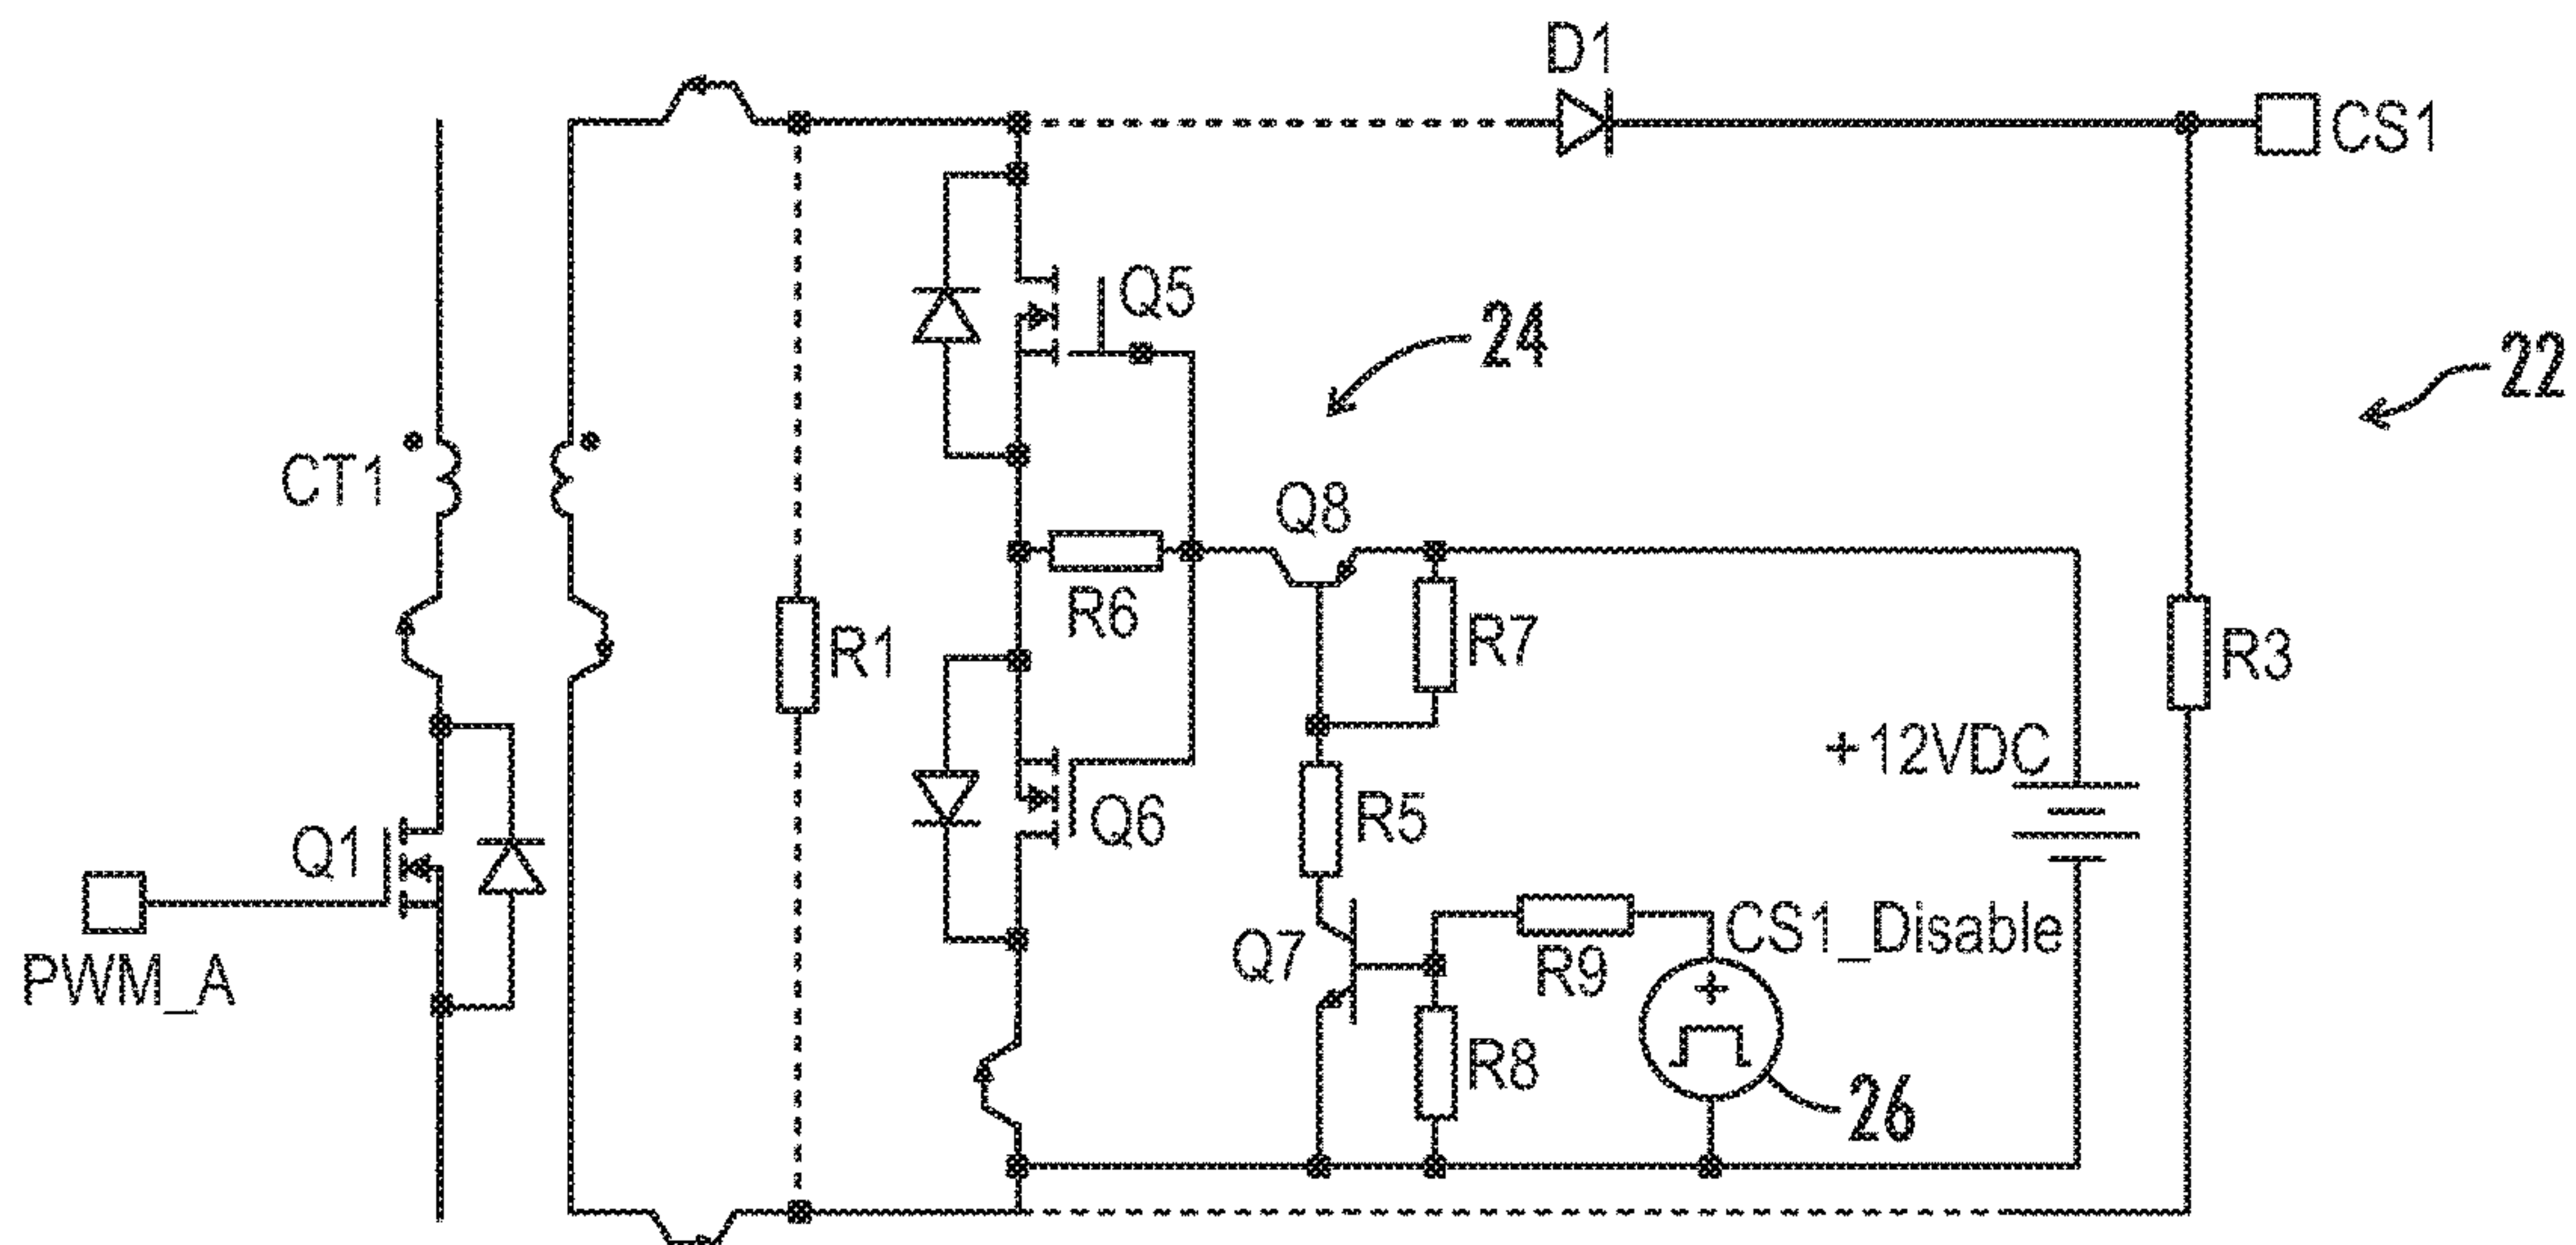 D1
CS1
Q5
24
22
CT1
Q8
R6
R7
R1
R3
+12VDC
Q6
R5
Q1
CS1_Disable
Q7
R9
PWM_A
R8
26